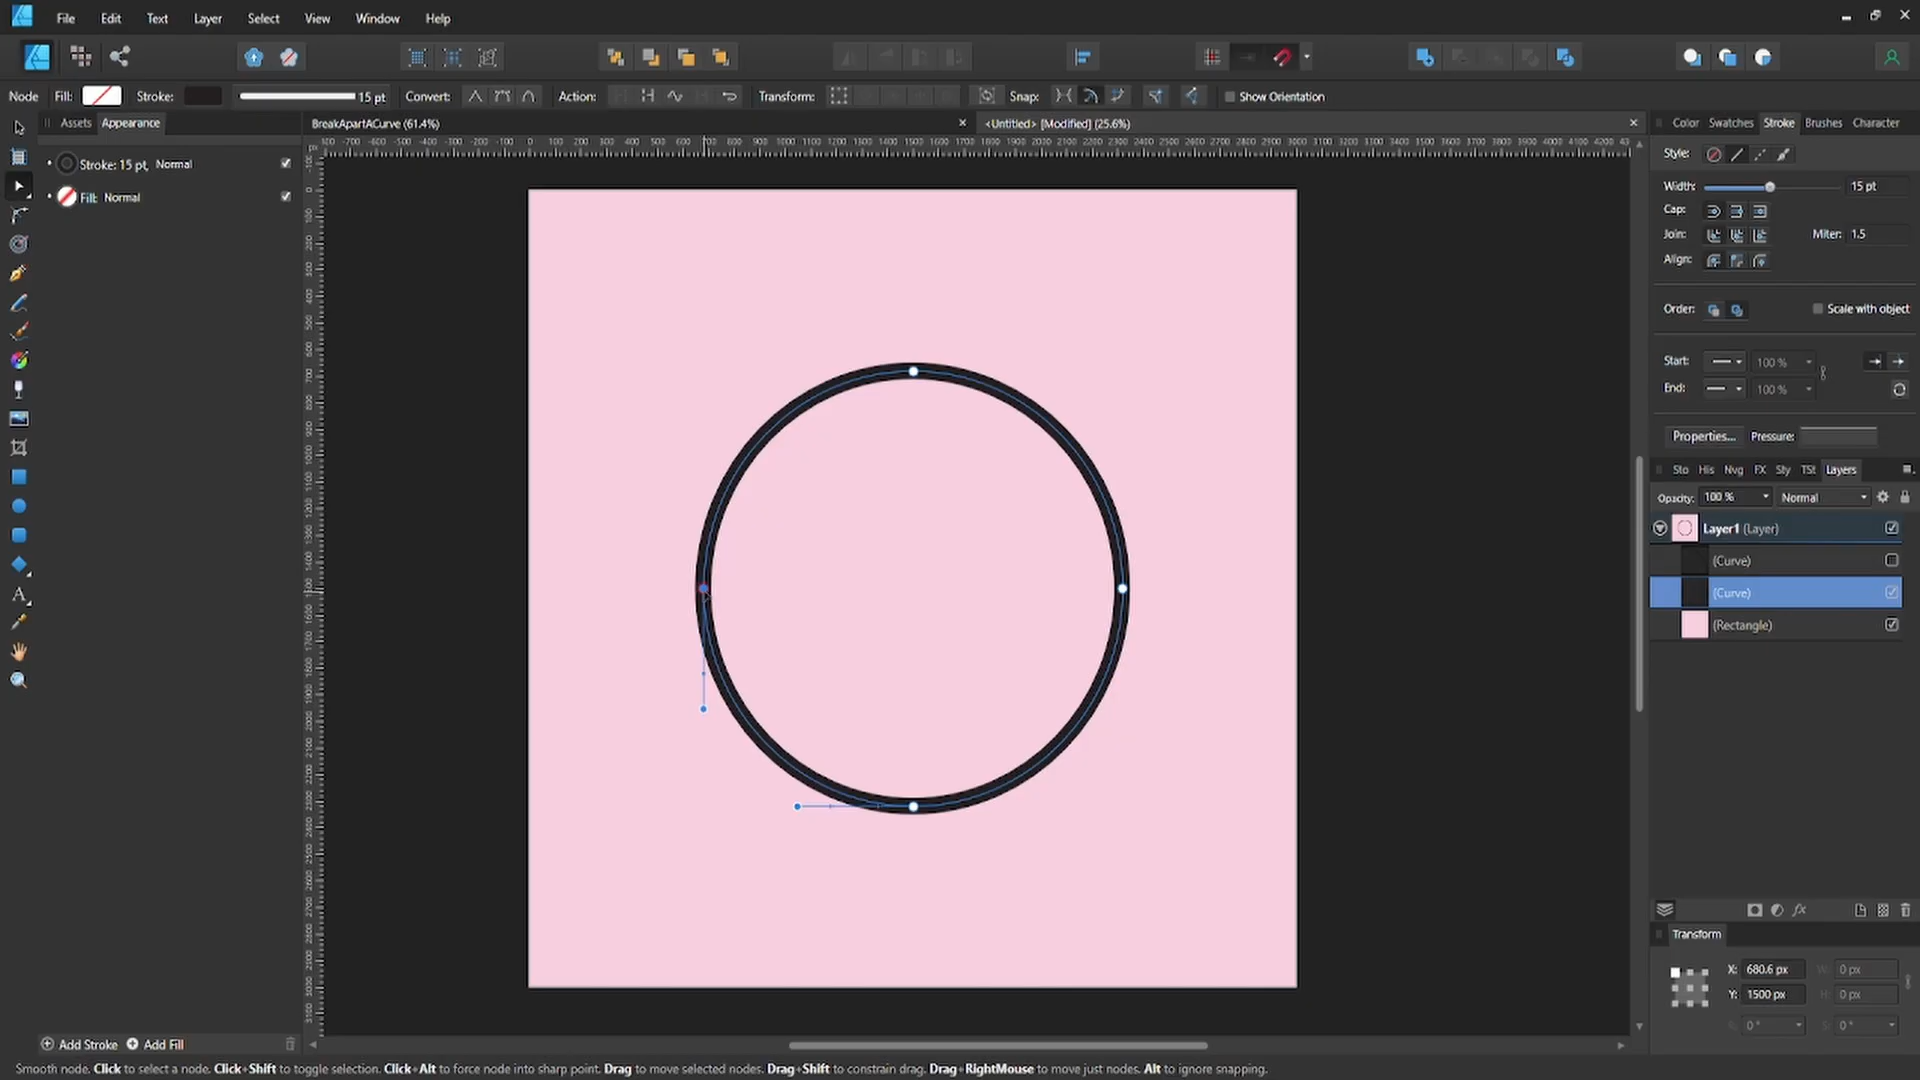 File Edit Text Layer Select View Window Help
Node Fill: Stroke: 15 pt Convert: Action: Transform: Snap: Show Orientation
Assets Appearance
BreakApartACurve (61.4%)
<Untitled> [Modified] (25.6%)
Color Swatches Stroke Brushes Character
Stroke: 15 pt, Normal
Fill: Normal
Style:
Width: 15 pt
Cap:
Join: Miter: 1.5
Align:
Order: Scale with object
Start: 100 %
End: 100 %
Properties... Pressure:
Sto His Nvg FX Sty TSt Layers
Opacity: 100 % Normal
Layer1 (Layer)
(Curve)
(Curve)
(Rectangle)
Transform
X: 680.6 px W: 0 px
Y: 1500 px H: 0 px
0° S: 0°
Add Stroke Add Fill
Smooth node. Click to select a node. Click+Shift to toggle selection. Click+Alt to force node into sharp point. Drag to move selected nodes. Drag+Shift to constrain drag. Drag+RightMouse to move just nodes. Alt to ignore snapping.